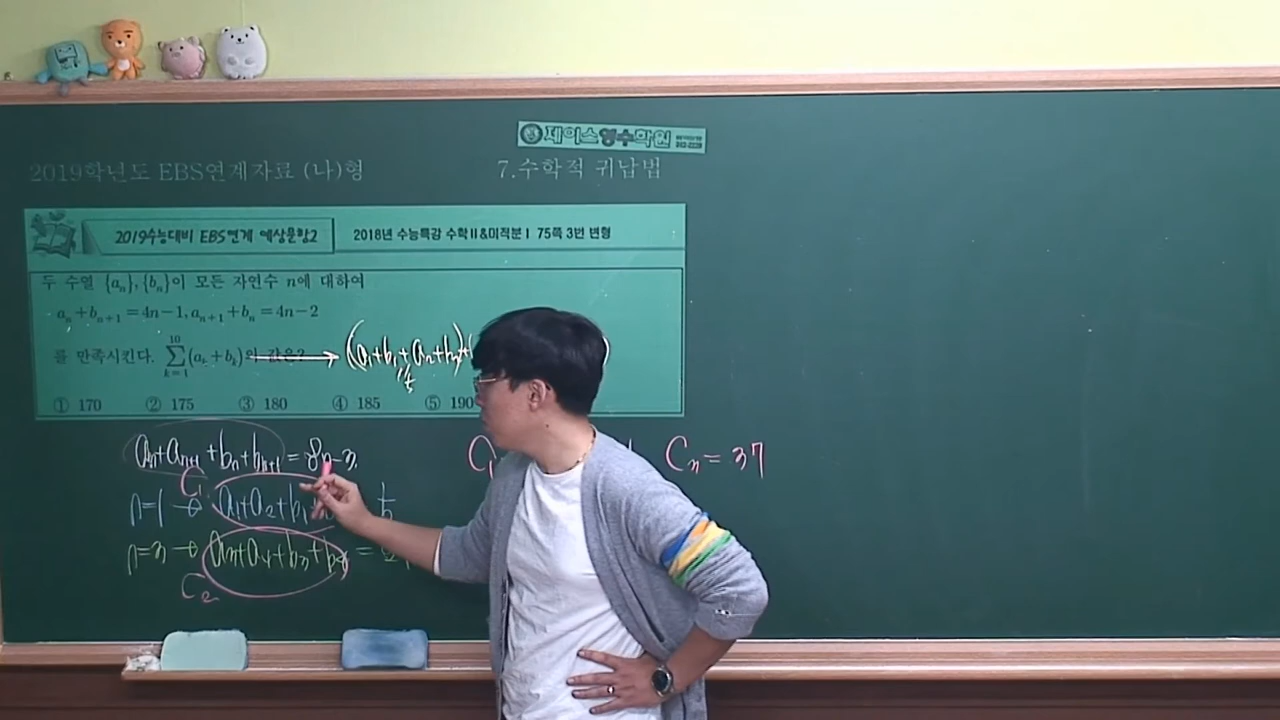 제이스영수학원
2019학년도 EBS연계자료 (나)형
7.수학적 귀납법
2019수능대비 EBS연계 예상문항2
2018년 수능특강 수학II&미적분I 75쪽 3번 변형
두 수열 {aₙ}, {bₙ}이 모든 자연수 n에 대하여
aₙ+bₙ₊₁=4n-1, aₙ₊₁+bₙ=4n-2
를 만족시킨다. ∑ₖ₌₁¹⁰(aₖ+bₖ)의 값은?
(a₁+b₁+a₂+b₂)+
① 170 ② 175 ③ 180 ④ 185 ⑤ 190
aₙ+aₙ₊₁+bₙ+bₙ₊₁=8n-3
C₃=37
C₁
n=1 → a₁+a₂+b₁+
n=3 → a₃+a₄+b₃+b₄ =
C₂